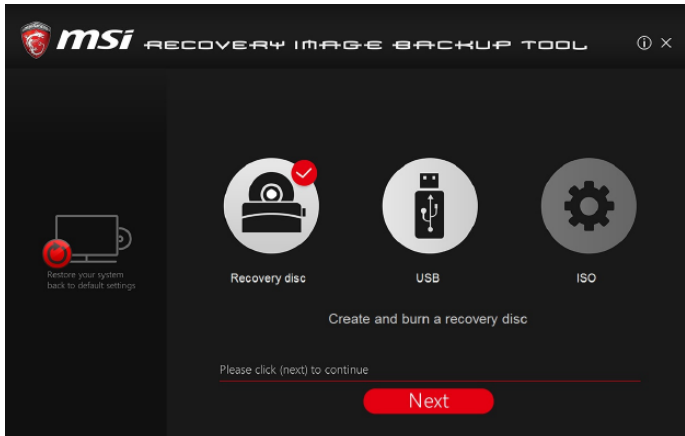 msi RECOVERY IMAGE BACKUP TOOL
Restore your system
back to default settings
Recovery disc
USB
ISO
Create and burn a recovery disc
Please click (next) to continue
Next